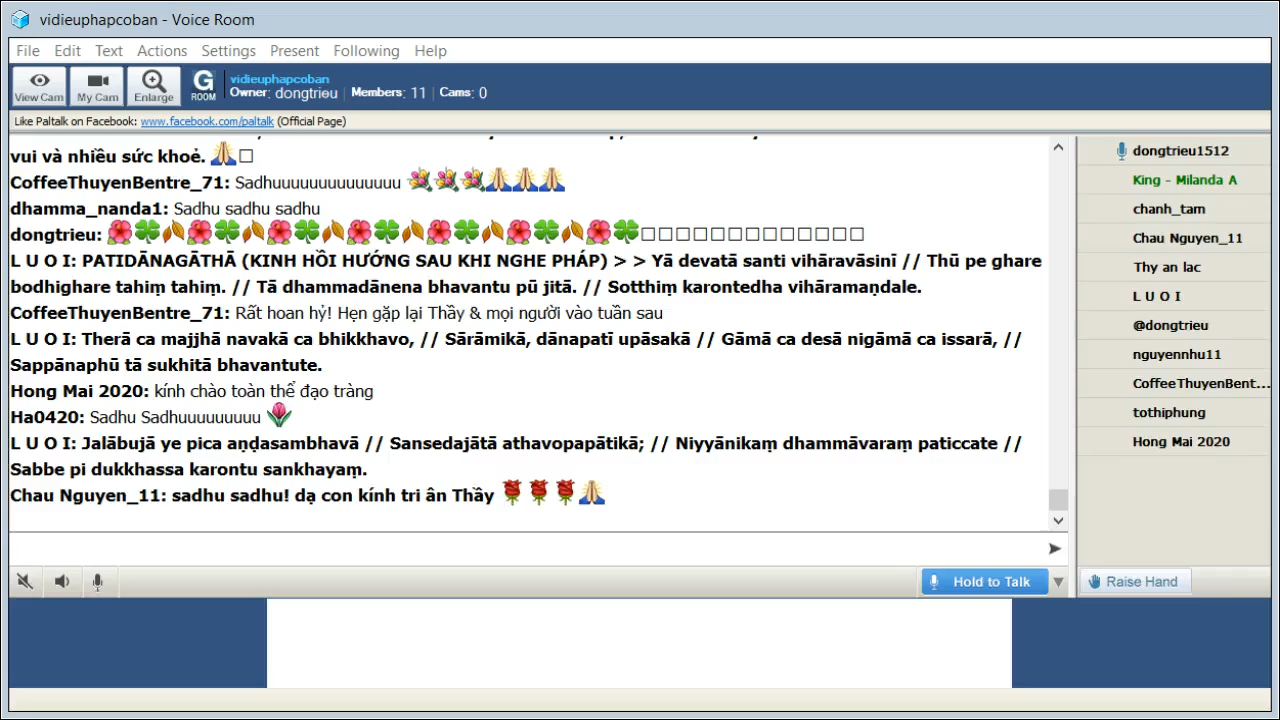 vidieuphapcoban - Voice Room
File Edit Text Actions Settings Present Following Help
View Cam My Cam Enlarge G ROOM
vidieuphapcoban
Owner: dongtrieu | Members: 11 | Cams: 0
Like Paltalk on Facebook: www.facebook.com/paltalk (Official Page)
vui và nhiều sức khoẻ. 🙏□
CoffeeThuyenBentre_71: Sadhuuuuuuuuuuuuuu 💐💐💐🙏🙏🙏
dhamma_nanda1: Sadhu sadhu sadhu
dongtrieu: 🌺🍀🍂🌺🍀🍂🌺🍀🍂🌺🍀🍂🌺🍀🍂🌺🍀🍂🌺🍀□□□□□□□□□□□□□
L U O I: PATIDĀNAGĀTHĀ (KINH HỒI HƯỚNG SAU KHI NGHE PHÁP) > > Yā devatā santi vihāravāsinī // Thū pe ghare
bodhighare tahiṃ tahiṃ. // Tā dhammadānena bhavantu pū jitā. // Sotthiṃ karontedha vihāramaṇdale.
CoffeeThuyenBentre_71: Rất hoan hỷ! Hẹn gặp lại Thầy & mọi người vào tuần sau
L U O I: Therā ca majjhā navakā ca bhikkhavo, // Sārāmikā, dānapatī upāsakā // Gāmā ca desā nigāmā ca issarā, //
Sappānaphū tā sukhitā bhavantute.
Hong Mai 2020: kính chào toàn thể đạo tràng
Ha0420: Sadhu Sadhuuuuuuuuu 🌷
L U O I: Jalābujā ye pica aṇḍasambhavā // Sansedajātā athavopapātikā; // Niyyānikaṃ dhammāvaraṃ paticcate //
Sabbe pi dukkhassa karontu sankhayaṃ.
Chau Nguyen_11: sadhu sadhu! dạ con kính tri ân Thầy 🌹🌹🌹🙏
Hold to Talk
dongtrieu1512
King - Milanda A
chanh_tam
Chau Nguyen_11
Thy an lac
L U O I
@dongtrieu
nguyennhu11
CoffeeThuyenBent...
tothiphung
Hong Mai 2020
Raise Hand